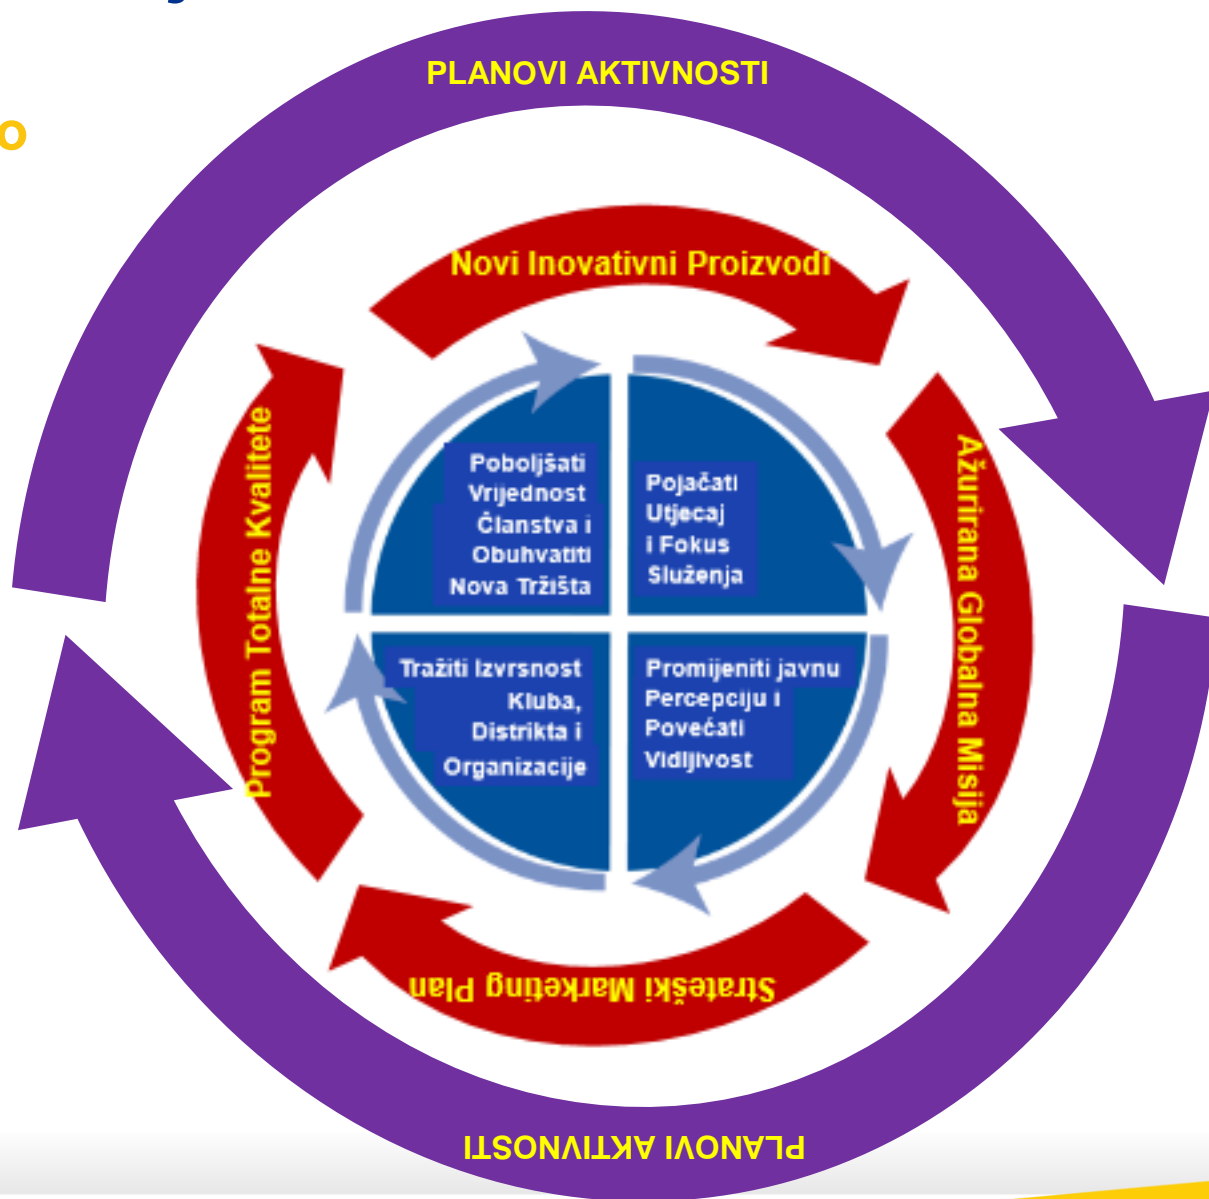 PLANOVI AKTIVNOSTI
o
Novi Inovativni Proizvodi
Ažurirana Globalna Misija
Program Totalne Kvalitete
Poboljšati
Vrijednost
Članstva i
Obuhvatiti
Nova Tržišta
Pojačati
Utjecaj
i Fokus
Služenja
Tražiti Izvrsnost
Kluba,
Distrikta i
Organizacije
Promijeniti javnu
Percepciju i
Povećati
Vidljivost
Strateški Marketing Plan
PLANOVI AKTIVNOSTI